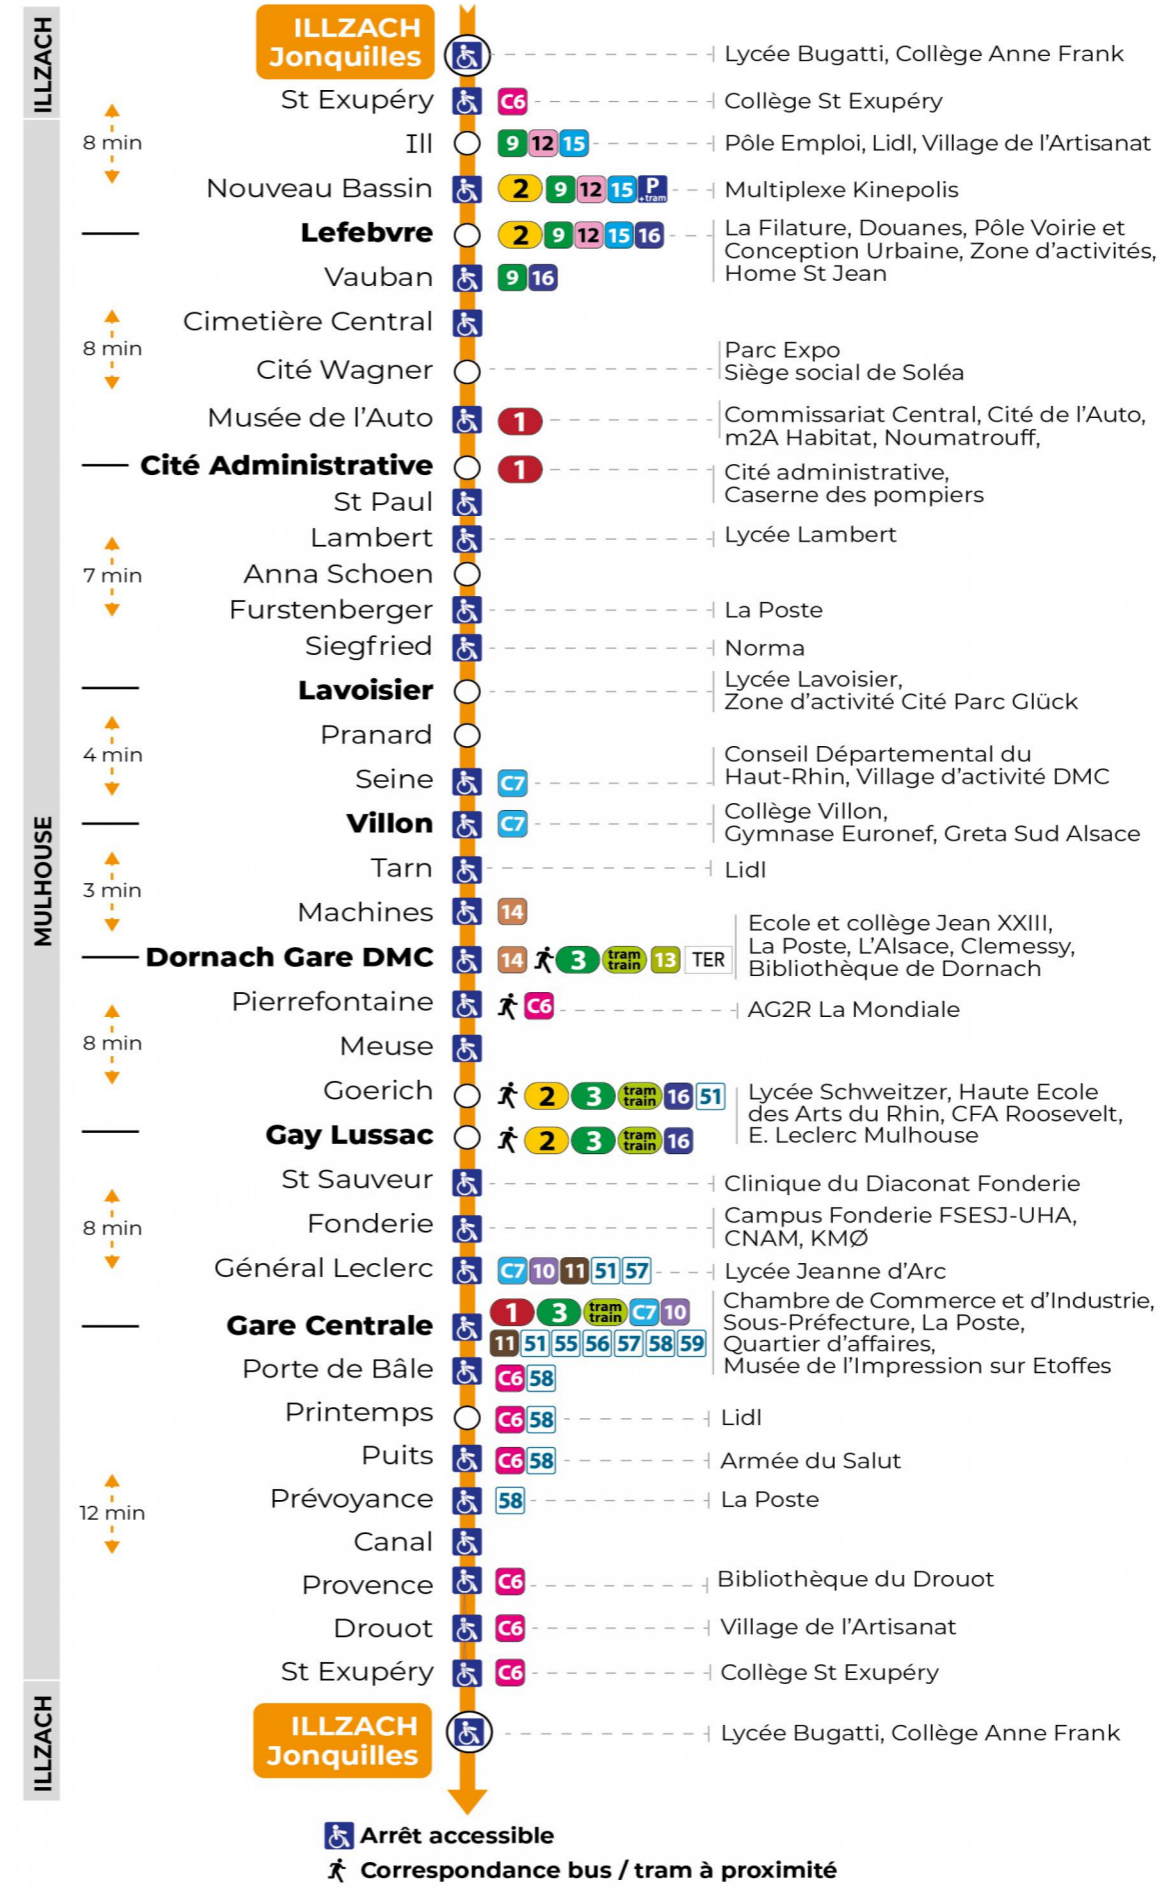 ILLZACH
ILLZACH
Jonquilles
Lycée Bugatti, Collège Anne Frank
St Exupéry
C6
Collège St Exupéry
MULHOUSE
8 min
Ill
9 12 15
Pôle Emploi, Lidl, Village de l’Artisanat
Nouveau Bassin
2 9 12 15 P +tram
Multiplexe Kinepolis
Lefebvre
2 9 12 15 16
La Filature, Douanes, Pôle Voirie et
Conception Urbaine, Zone d’activités,
Home St Jean
Vauban
9 16
Cimetière Central
8 min
Cité Wagner
Parc Expo
Siège social de Soléa
Musée de l’Auto
1
Commissariat Central, Cité de l’Auto,
m2A Habitat, Noumatrouff,
Cité Administrative
1
Cité administrative,
Caserne des pompiers
St Paul
Lambert
Lycée Lambert
7 min
Anna Schoen
Furstenberger
La Poste
Siegfried
Norma
Lavoisier
Lycée Lavoisier,
Zone d’activité Cité Parc Glück
Pranard
4 min
Seine
C7
Conseil Départemental du
Haut-Rhin, Village d’activité DMC
Villon
C7
Collège Villon,
Gymnase Euronef, Greta Sud Alsace
Tarn
Lidl
3 min
Machines
14
Dornach Gare DMC
14 3 tram train 13 TER
Ecole et collège Jean XXIII,
La Poste, L’Alsace, Clemessy,
Bibliothèque de Dornach
Pierrefontaine
C6
AG2R La Mondiale
8 min
Meuse
Goerich
2 3 tram train 16 51
Lycée Schweitzer, Haute Ecole
des Arts du Rhin, CFA Roosevelt,
E. Leclerc Mulhouse
Gay Lussac
2 3 tram train 16
St Sauveur
Clinique du Diaconat Fonderie
8 min
Fonderie
Campus Fonderie FSESJ-UHA,
CNAM, KMØ
Général Leclerc
C7 10 11 51 57
Lycée Jeanne d’Arc
Gare Centrale
1 3 tram train C7 10
11 51 55 56 57 58 59
Chambre de Commerce et d’Industrie,
Sous-Préfecture, La Poste,
Quartier d’affaires,
Musée de l’Impression sur Etoffes
Porte de Bâle
C6 58
Printemps
C6 58
Lidl
Puits
C6 58
Armée du Salut
12 min
Prévoyance
58
La Poste
Canal
Provence
C6
Bibliothèque du Drouot
Drouot
C6
Village de l’Artisanat
St Exupéry
C6
Collège St Exupéry
ILLZACH
ILLZACH
Jonquilles
Lycée Bugatti, Collège Anne Frank
Arrêt accessible
Correspondance bus / tram à proximité